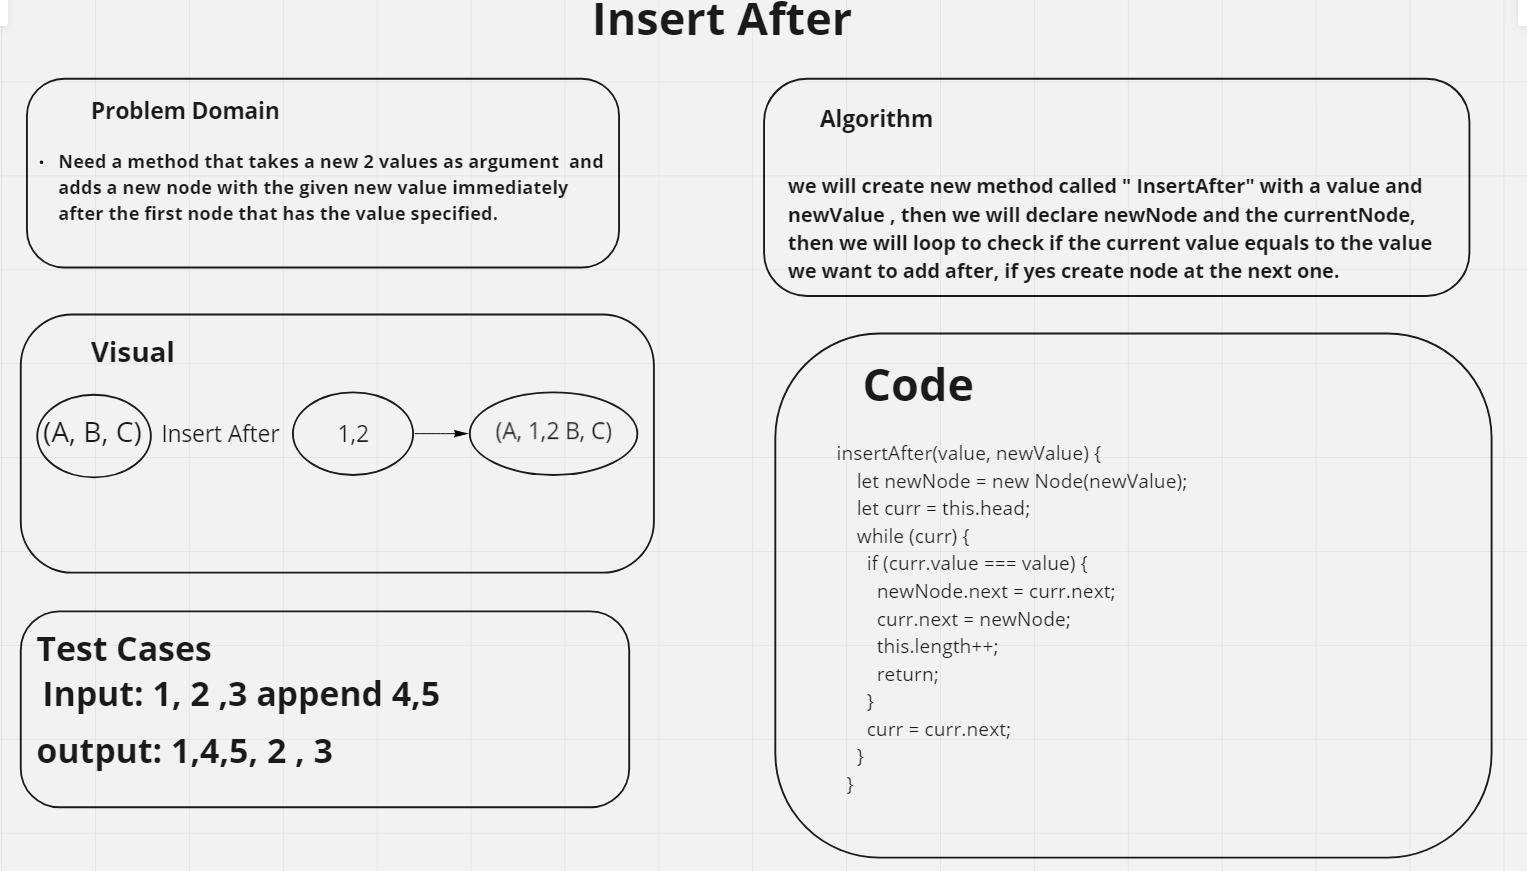 Insert After
Problem Domain
· Need a method that takes a new 2 values as argument and
adds a new node with the given new value immediately
after the first node that has the value specified.
Visual
(A, B, C) Insert After 1,2 (A, 1,2 B, C)
Test Cases
Input: 1, 2 ,3 append 4,5
output: 1,4,5, 2 , 3
Algorithm
we will create new method called " InsertAfter" with a value and
newValue , then we will declare newNode and the currentNode,
then we will loop to check if the current value equals to the value
we want to add after, if yes create node at the next one.
Code
insertAfter(value, newValue) {
let newNode = new Node(newValue);
let curr = this.head;
while (curr) {
if (curr.value === value) {
newNode.next = curr.next;
curr.next = newNode;
this.length++;
return;
}
curr = curr.next;
}
}